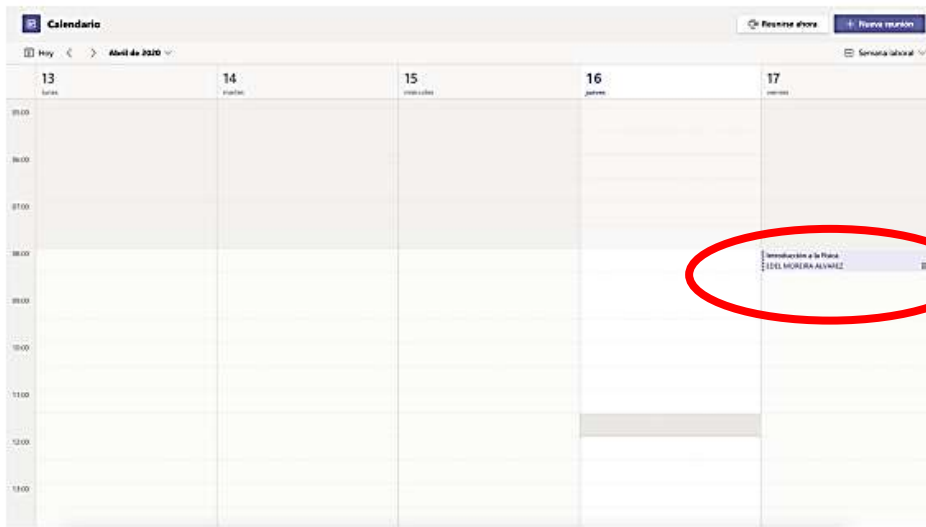 Calendario
Reunirse ahora
+ Nueva reunión
Hoy < > Abril de 2020
Semana laboral
13
lunes
14
martes
15
miércoles
16
jueves
17
viernes
05:00
06:00
07:00
08:00
Introducción a la Física
EDEL MOREIRA ALVAREZ
09:00
10:00
11:00
12:00
13:00